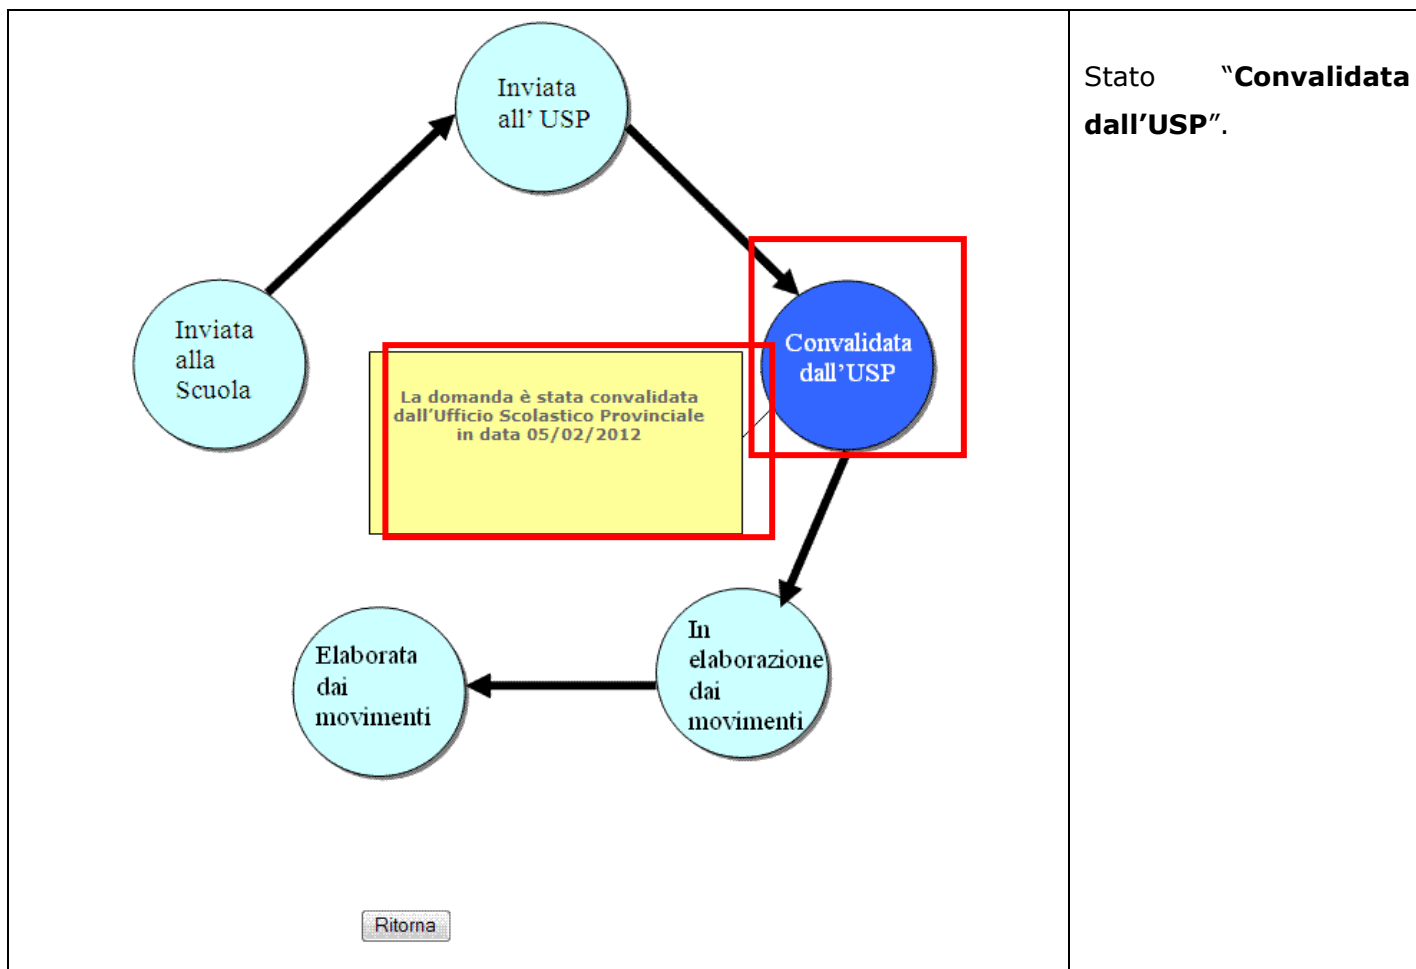 Inviata
all’ USP
Stato “Convalidata
dall’USP”.
Inviata
alla
Scuola
Convalidata
dall’USP
La domanda è stata convalidata
dall’Ufficio Scolastico Provinciale
in data 05/02/2012
Elaborata
dai
movimenti
In
elaborazione
dai
movimenti
Ritorna